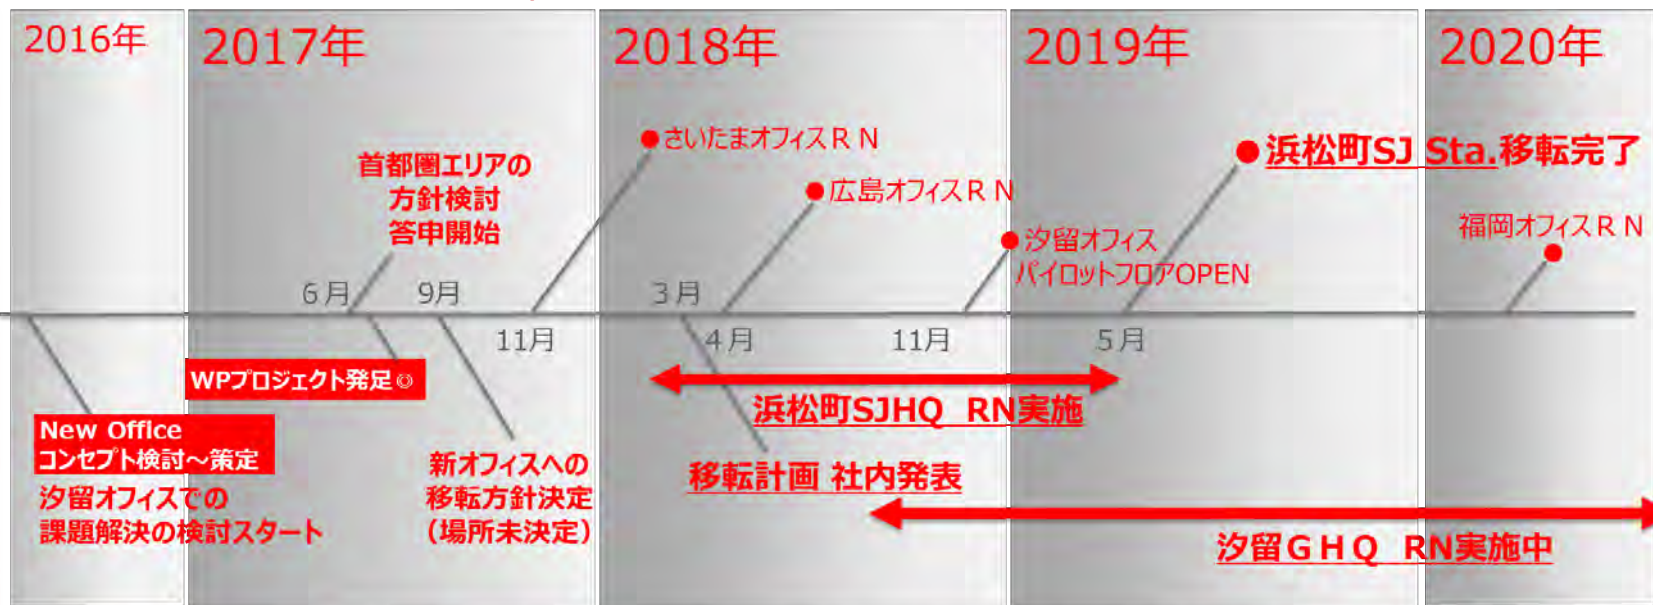 2016年
2017年
2018年
2019年
2020年
さいたまオフィスＲＮ
浜松町SJ Sta.移転完了
首都圏エリアの
方針検討
答申開始
広島オフィスＲＮ
汐留オフィス
パイロットフロアOPEN
福岡オフィスＲＮ
６月
9月
３月
11月
４月
11月
５月
WPプロジェクト発足◎
浜松町SJHQ RN実施
New Office
コンセプト検討～策定
汐留オフィスでの
課題解決の検討スタート
新オフィスへの
移転方針決定
（場所未決定）
移転計画 社内発表
汐留ＧＨＱ RN実施中